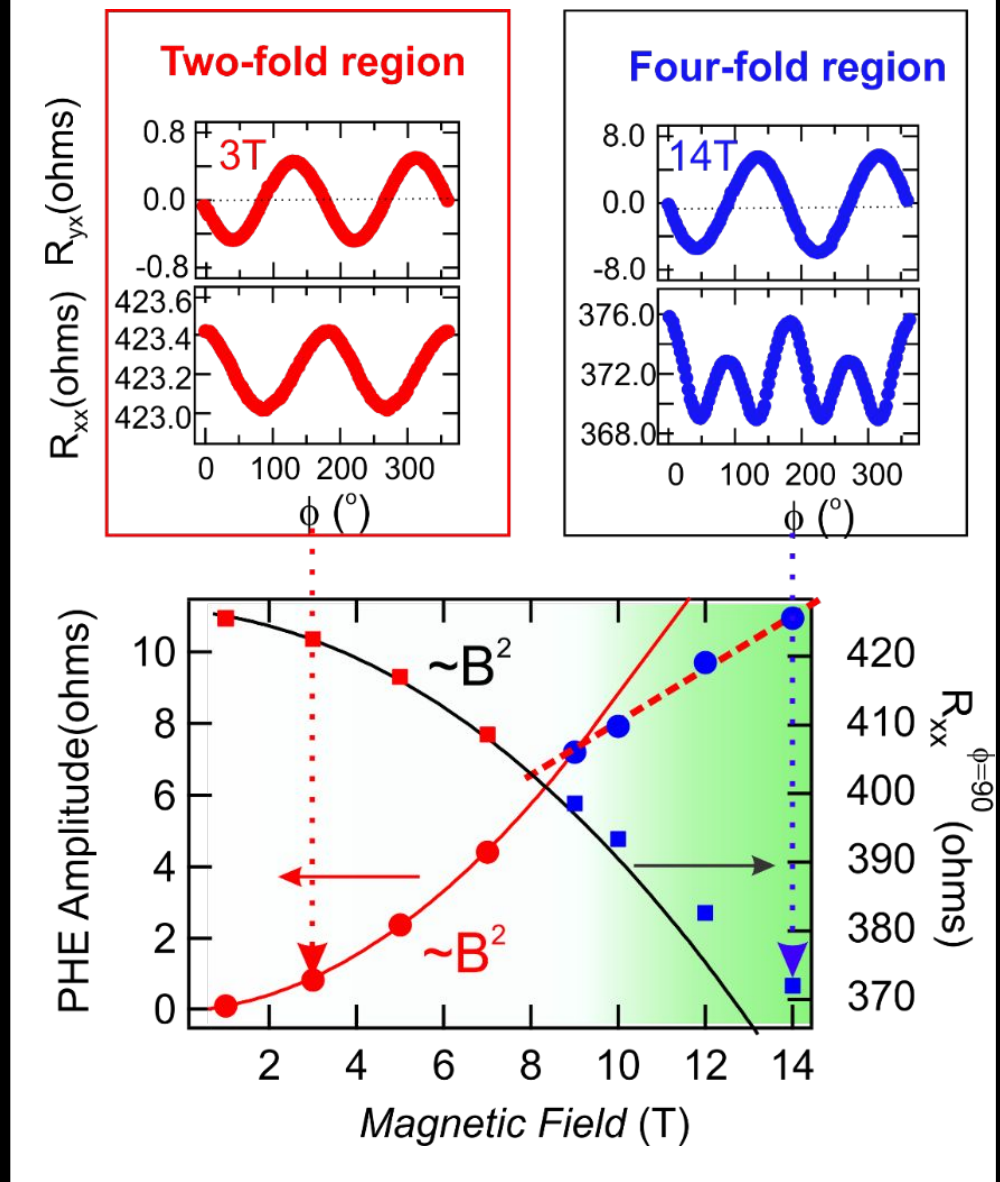 Two-fold region
Four-fold region
R_yx(ohms)
0.8
0.0
-0.8
3T
R_xx(ohms)
423.6
423.4
423.2
423.0
0 100 200 300
ϕ (°)
8.0
0.0
-8.0
14T
376.0
372.0
368.0
0 100 200 300
ϕ (°)
PHE Amplitude(ohms)
10
8
6
4
2
0
~B²
~B²
420
410
400
390
380
370
R_xx ϕ=90 (ohms)
2 4 6 8 10 12 14
Magnetic Field (T)